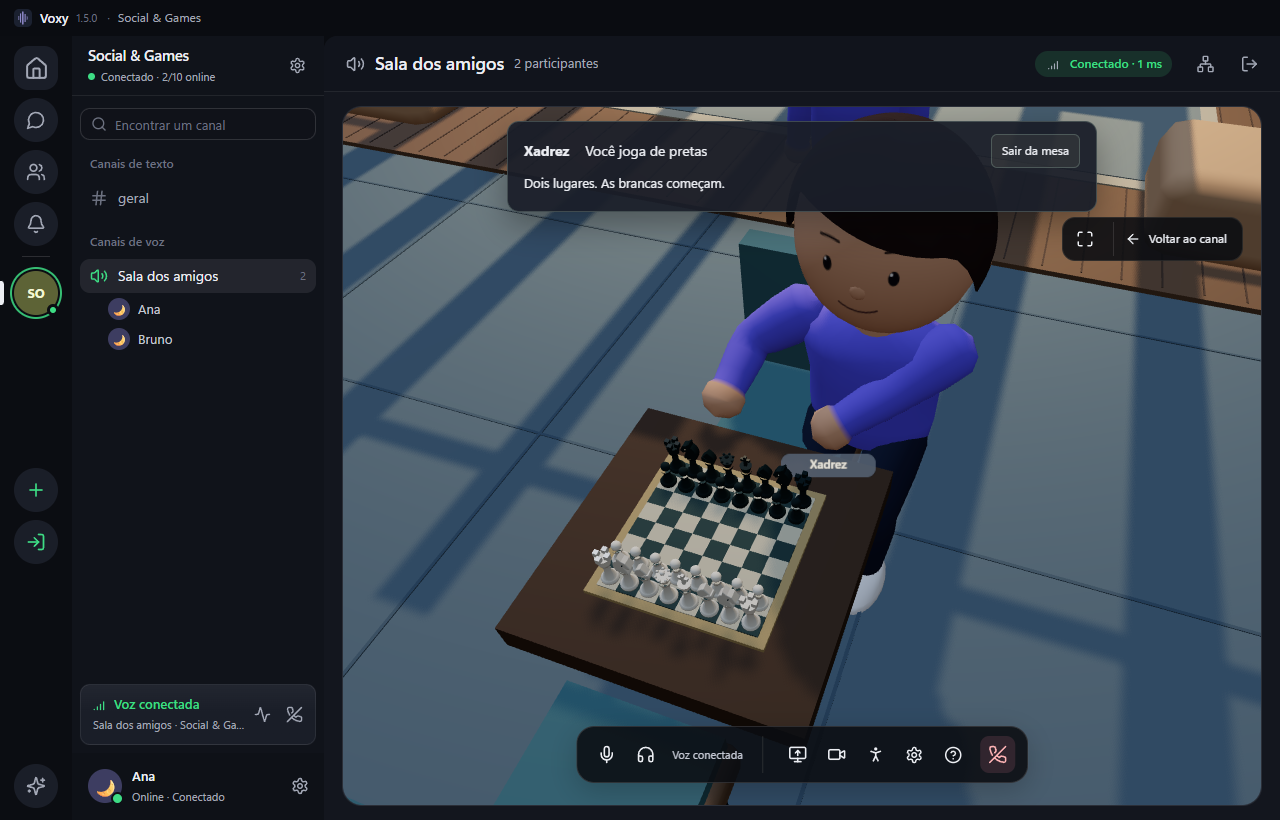 Voxy 1.5.0 · Social & Games
Social & Games
Conectado · 2/10 online
Encontrar um canal
Canais de texto
geral
Canais de voz
Sala dos amigos 2
Ana
Bruno
SO
Voz conectada
Sala dos amigos · Social & Ga...
Ana
Online · Conectado
Sala dos amigos 2 participantes
Conectado · 1 ms
Xadrez Você joga de pretas
Sair da mesa
Dois lugares. As brancas começam.
Voltar ao canal
Xadrez
Voz conectada